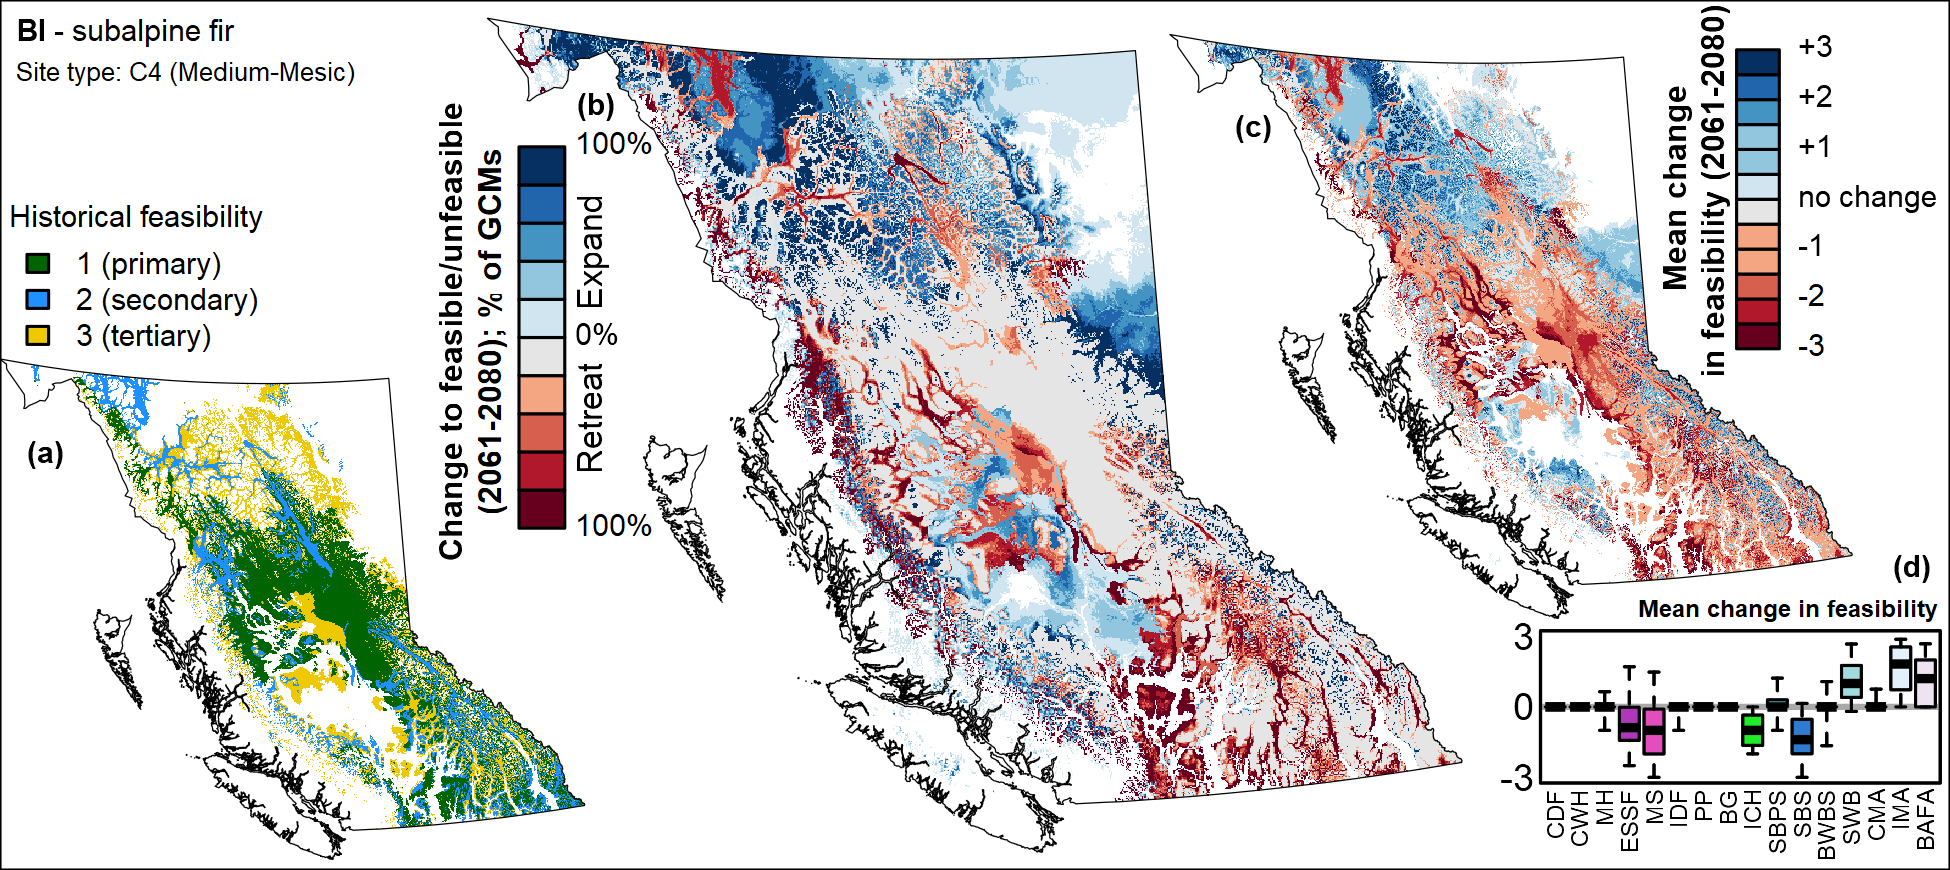 BI - subalpine fir
Site type: C4 (Medium-Mesic)
Historical feasibility
1 (primary)
2 (secondary)
3 (tertiary)
(a)
Change to feasible/unfeasible
(2061-2080); % of GCMs
100%
Expand
0%
Retreat
100%
(b)
(c)
Mean change
in feasibility (2061-2080)
+3
+2
+1
no change
-1
-2
-3
(d)
Mean change in feasibility
3
0
-3
CDF
CWH
MH
ESSF
MS
IDF
PP
BG
ICH
SBPS
SBS
BWBS
SWB
CMA
IMA
BAFA